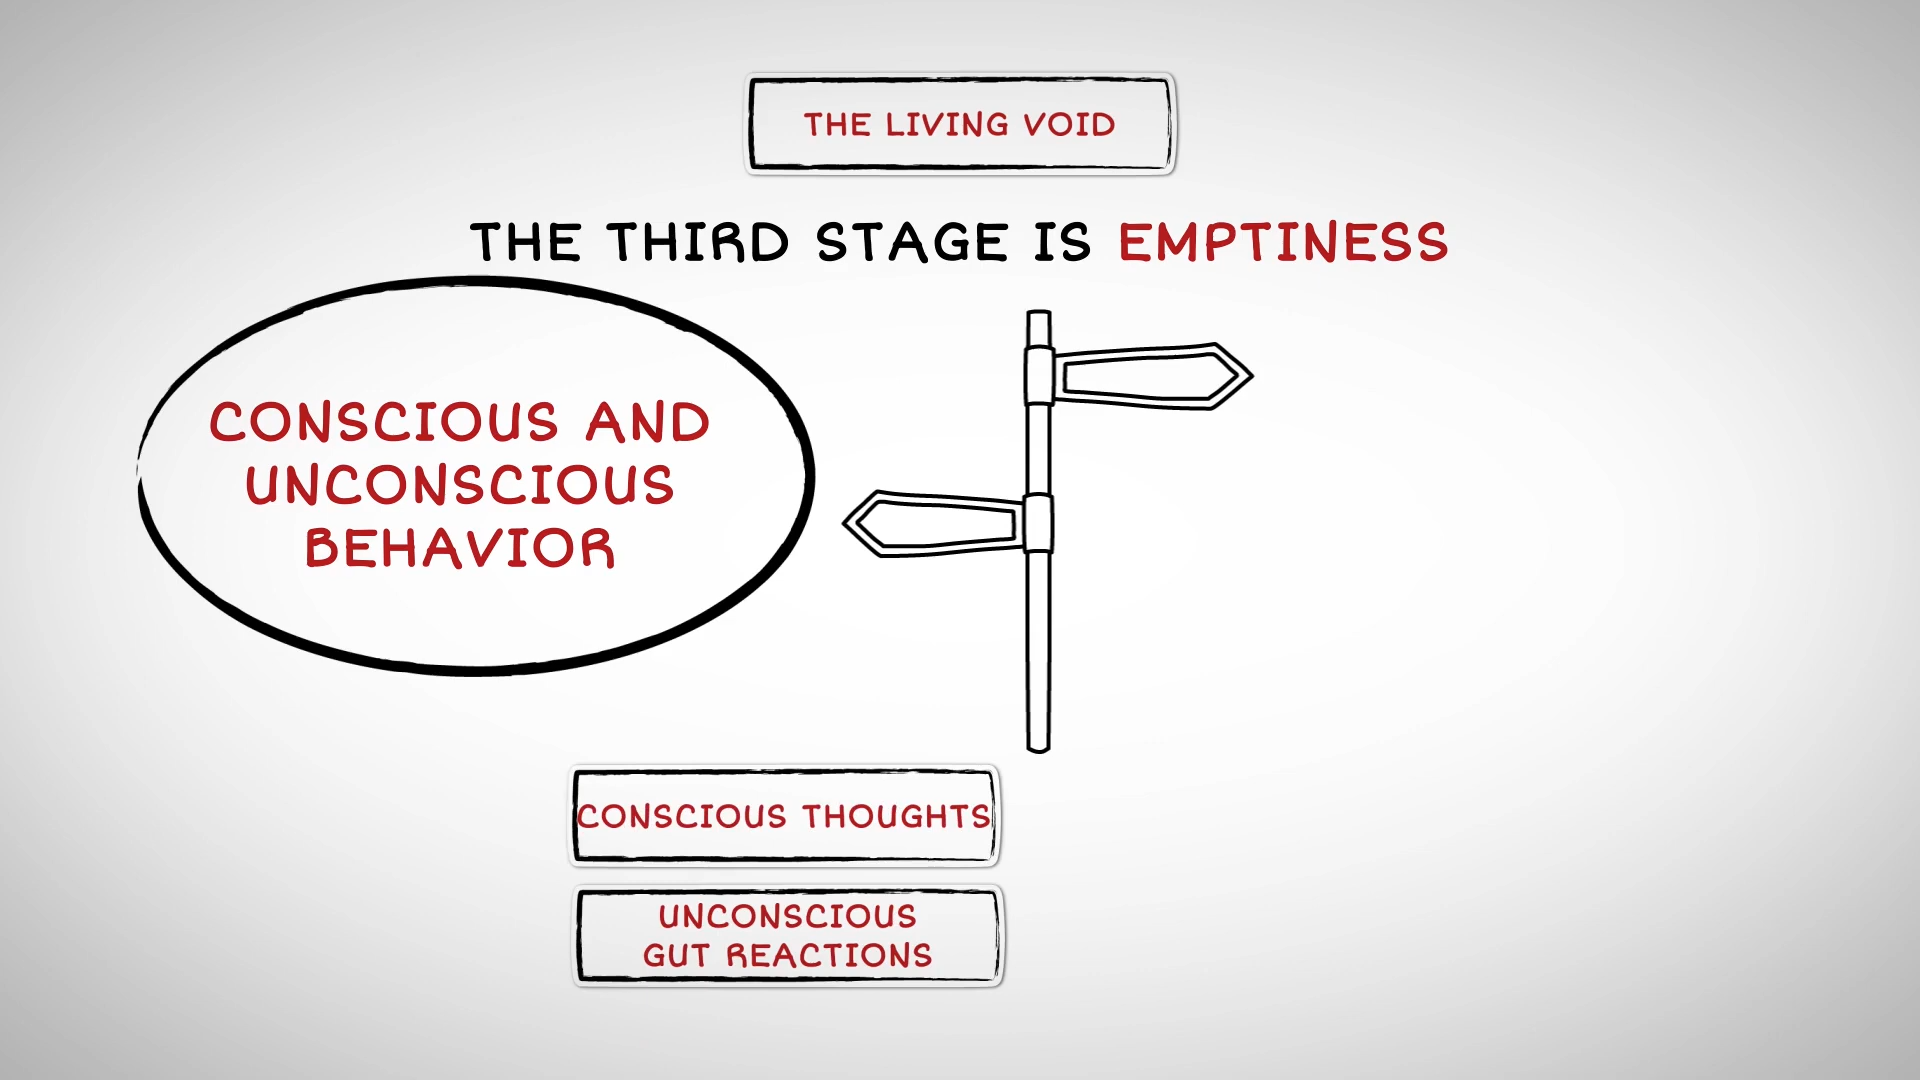 THE LIVING VOID
THE THIRD STAGE IS EMPTINESS
CONSCIOUS AND
UNCONSCIOUS
BEHAVIOR
CONSCIOUS THOUGHTS
UNCONSCIOUS
GUT REACTIONS